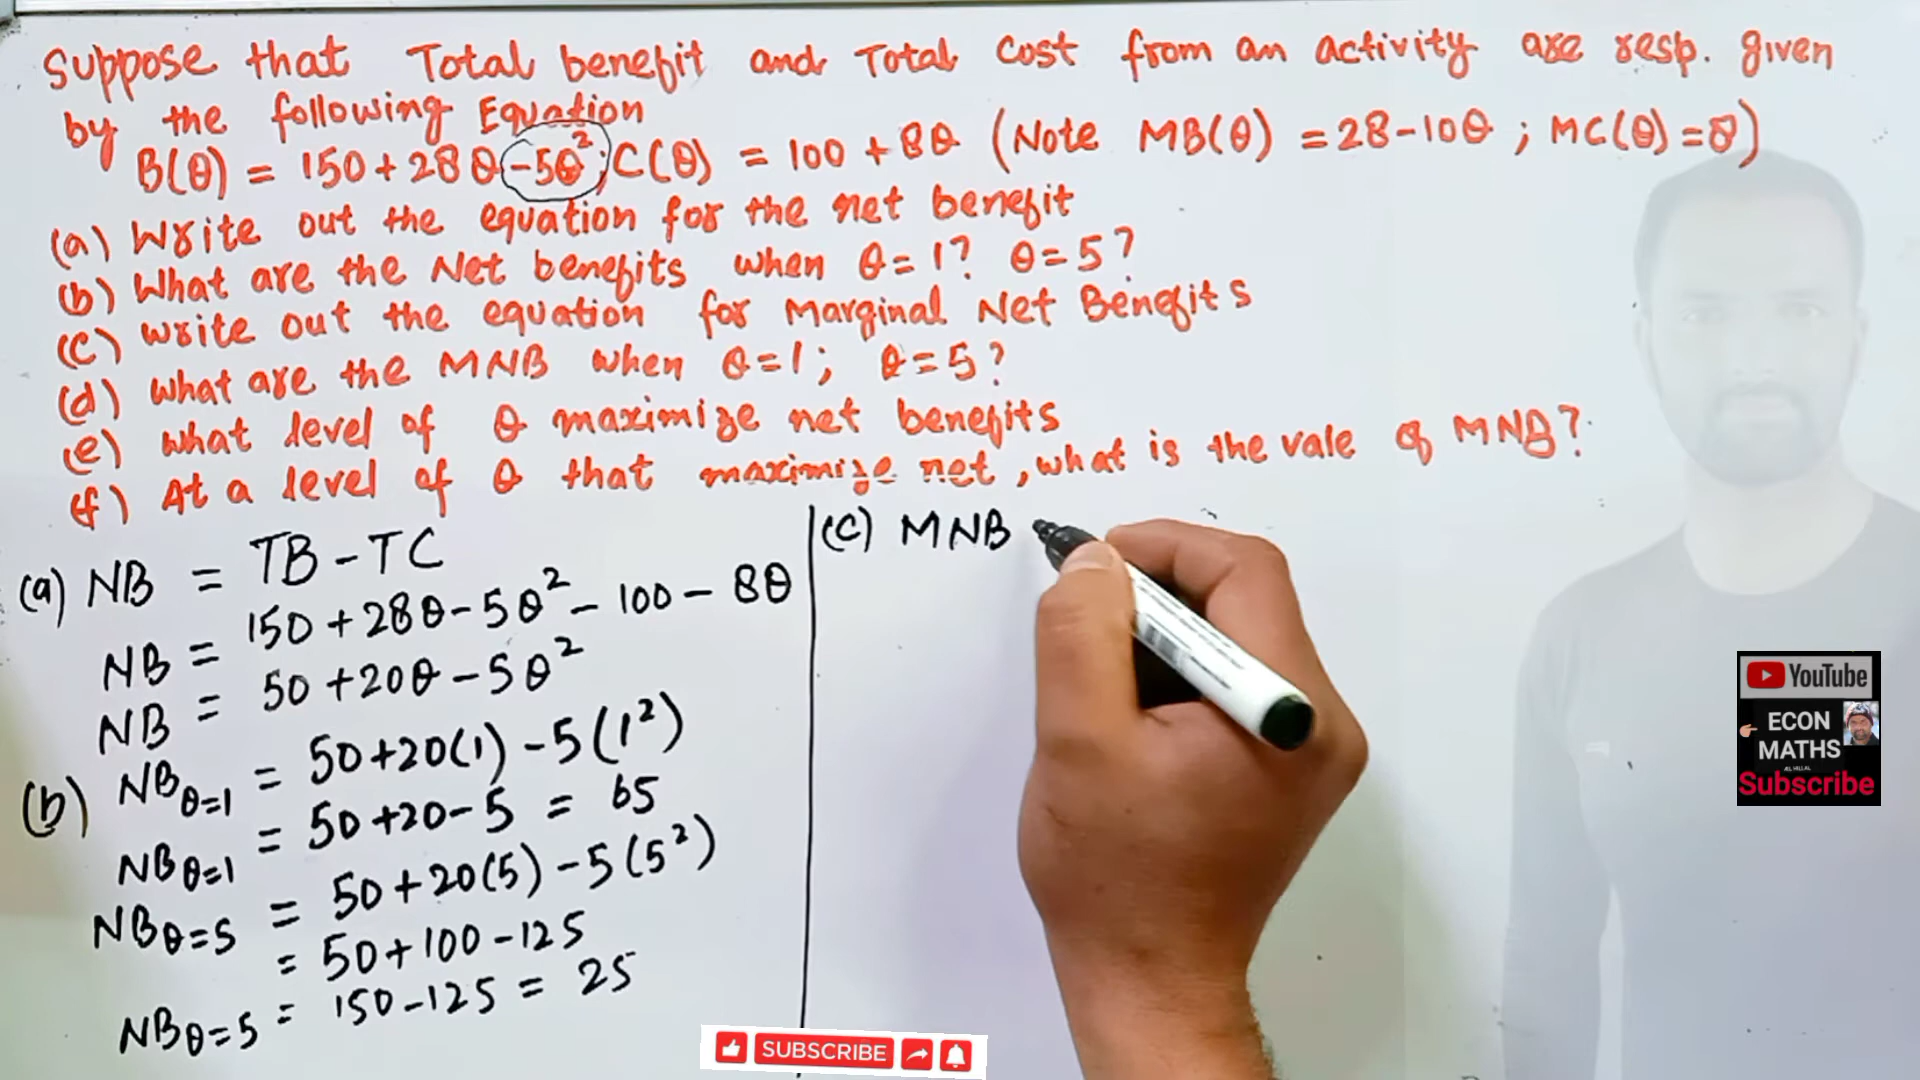 Suppose that Total benefit and Total Cost from an activity are resp. given
by the following Equation
B(θ) = 150 + 28θ - 5θ²; C(θ) = 100 + 8θ (Note MB(θ) = 28-10θ ; MC(θ) = 8)
(a) Write out the equation for the net benefit
(b) What are the Net benefits when θ=1? θ=5?
(c) write out the equation for Marginal Net Benefits
(d) what are the MNB when θ=1; θ=5?
(e) what level of θ maximize net benefits
(f) At a level of θ that maximize net, what is the vale of MNB?
(a) NB = TB - TC
NB = 150 + 28θ - 5θ² - 100 - 8θ
NB = 50 + 20θ - 5θ²
(b) NBθ=1 = 50+20(1) - 5(1²)
NBθ=1 = 50+20-5 = 65
NBθ=5 = 50+20(5) - 5(5²)
= 50+100-125
NBθ=5 = 150-125 = 25
(c) MNB
YouTube
ECON
MATHS
AL HILLAL
Subscribe
SUBSCRIBE